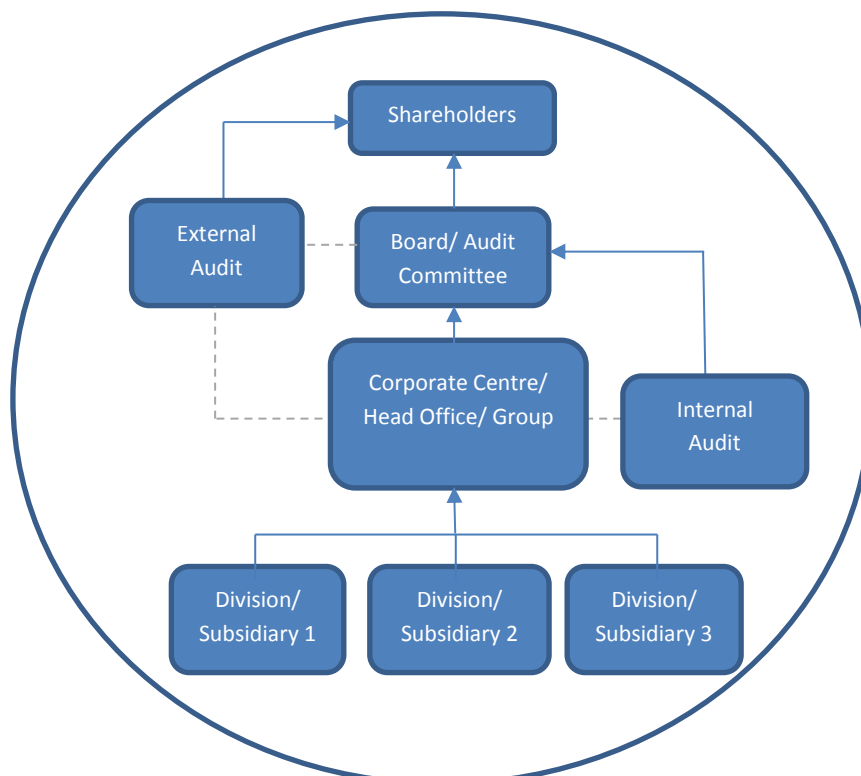 Shareholders
External
Audit
Board/ Audit
Committee
Corporate Centre/
Head Office/ Group
Internal
Audit
Division/
Subsidiary 1
Division/
Subsidiary 2
Division/
Subsidiary 3